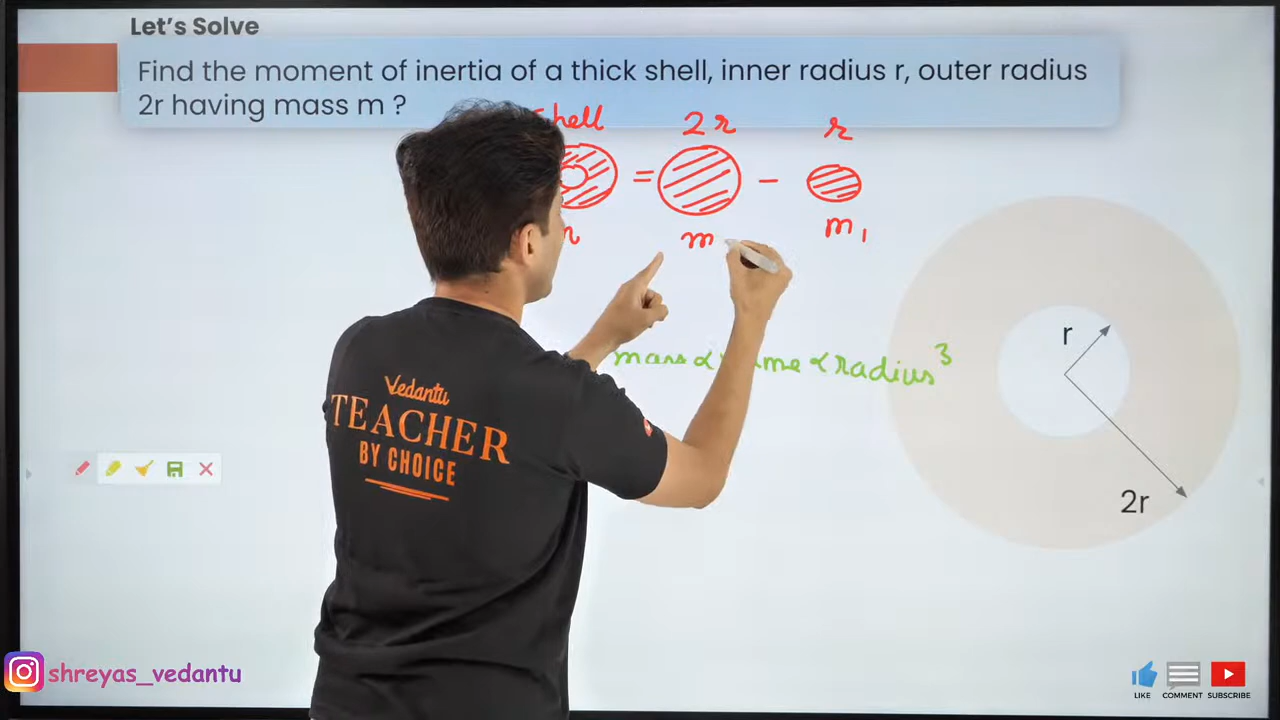 Let's Solve
Find the moment of inertia of a thick shell, inner radius r, outer radius
2r having mass m ?
shell 2r r
= -
m m₁
mass ∝ ∝ radius³
r
2r
Vedantu
TEACHER
BY CHOICE
shreyas_vedantu
LIKE COMMENT SUBSCRIBE